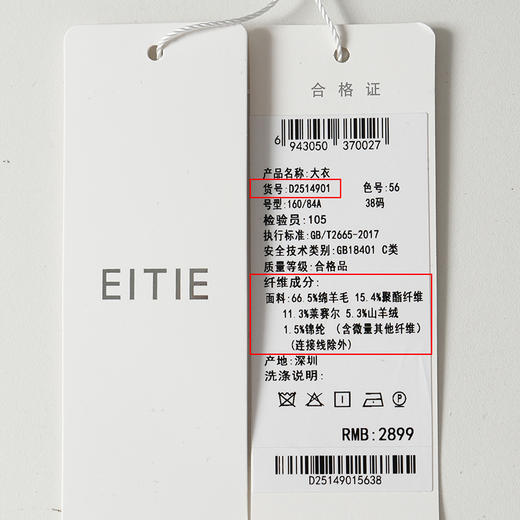 EITIE
合格证
6 943050 370027
产品名称:大衣
货号:D2514901 色号:56
号型:160/84A 38码
检验员:105
执行标准:GB/T2665-2017
安全技术类别:GB18401 C类
质量等级:合格品
纤维成分:
面料:66.5%绵羊毛 15.4%聚酯纤维
11.3%莱赛尔 5.3%山羊绒
1.5%锦纶 (含微量其他纤维)
(连接线除外)
产地:深圳
洗涤说明:
RMB:2899
D25149015638